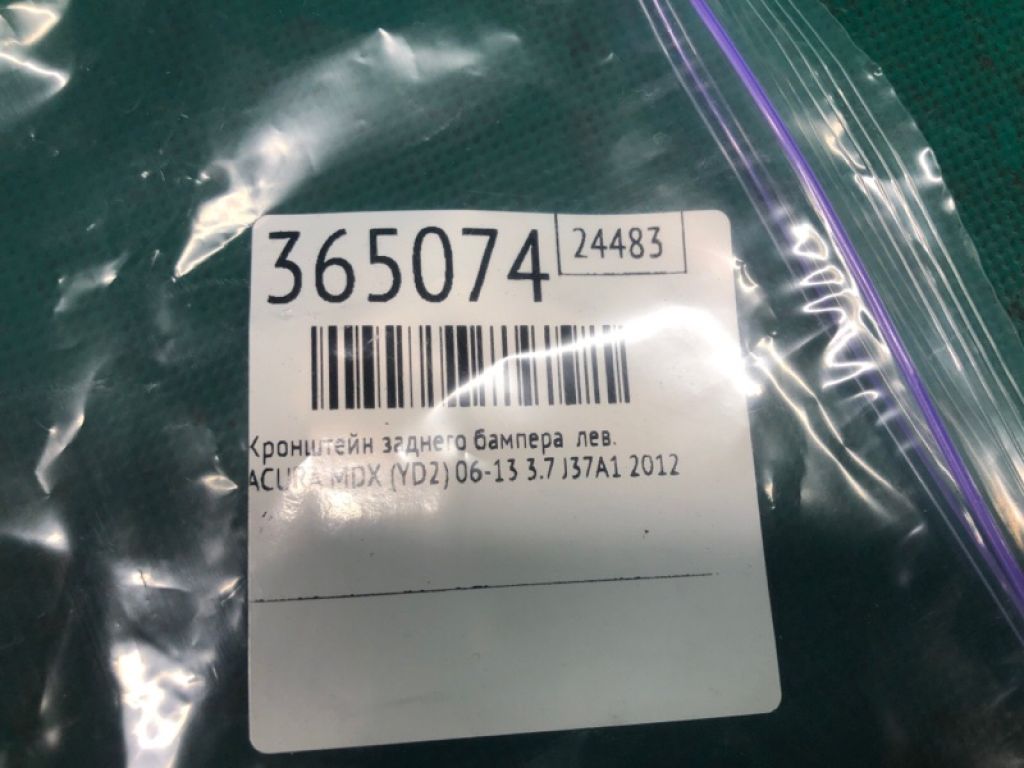 365074
24483
Кронштейн заднего бампера лев.
ACURA MDX (YD2) 06-13 3.7 J37A1 2012